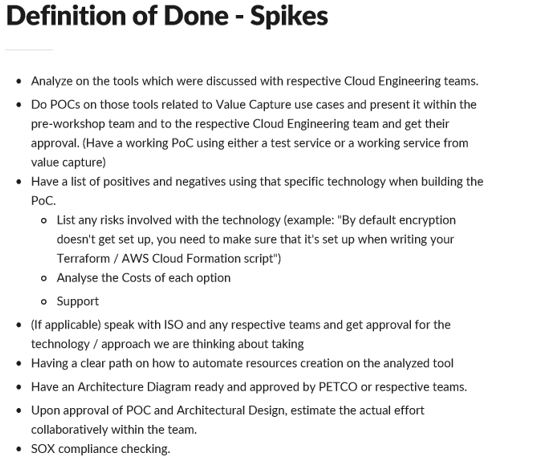 Definition of Done - Spikes
Analyze on the tools which were discussed with respective Cloud Engineering teams.
Do POCs on those tools related to Value Capture use cases and present it within the
pre-workshop team and to the respective Cloud Engineering team and get their
approval. (Have a working PoC using either a test service or a working service from
value capture)
Have a list of positives and negatives using that specific technology when building the
PoC.
List any risks involved with the technology (example: "By default encryption
doesn't get set up, you need to make sure that it's set up when writing your
Terraform / AWS Cloud Formation script")
Analyse the Costs of each option
Support
(If applicable) speak with ISO and any respective teams and get approval for the
technology / approach we are thinking about taking
Having a clear path on how to automate resources creation on the analyzed tool
Have an Architecture Diagram ready and approved by PETCO or respective teams.
Upon approval of POC and Architectural Design, estimate the actual effort
collaboratively within the team.
SOX compliance checking.